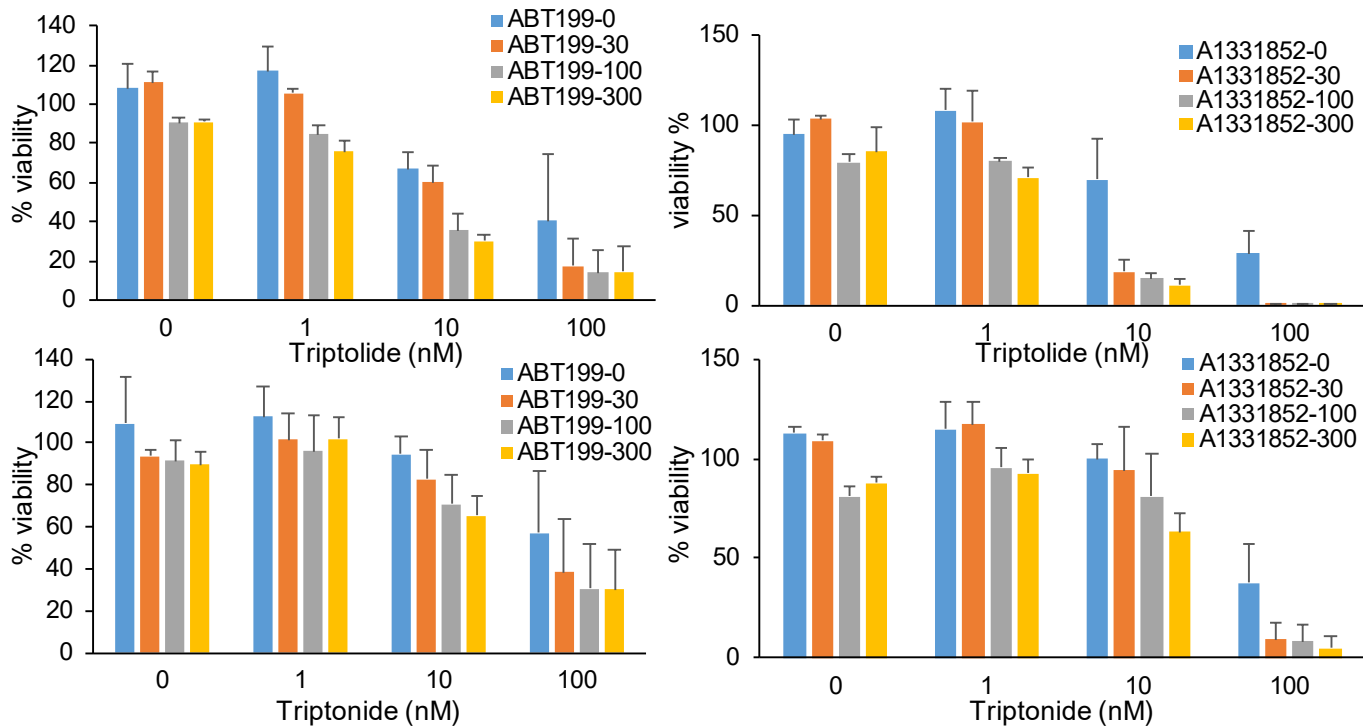 % viability
140
120
100
80
60
40
20
0
ABT199-0
ABT199-30
ABT199-100
ABT199-300
0 1 10 100
Triptolide (nM)
viability %
150
100
50
0
A1331852-0
A1331852-30
A1331852-100
A1331852-300
0 1 10 100
Triptolide (nM)
% viability
140
120
100
80
60
40
20
0
ABT199-0
ABT199-30
ABT199-100
ABT199-300
0 1 10 100
Triptonide (nM)
% viability
150
100
50
0
A1331852-0
A1331852-30
A1331852-100
A1331852-300
0 1 10 100
Triptonide (nM)